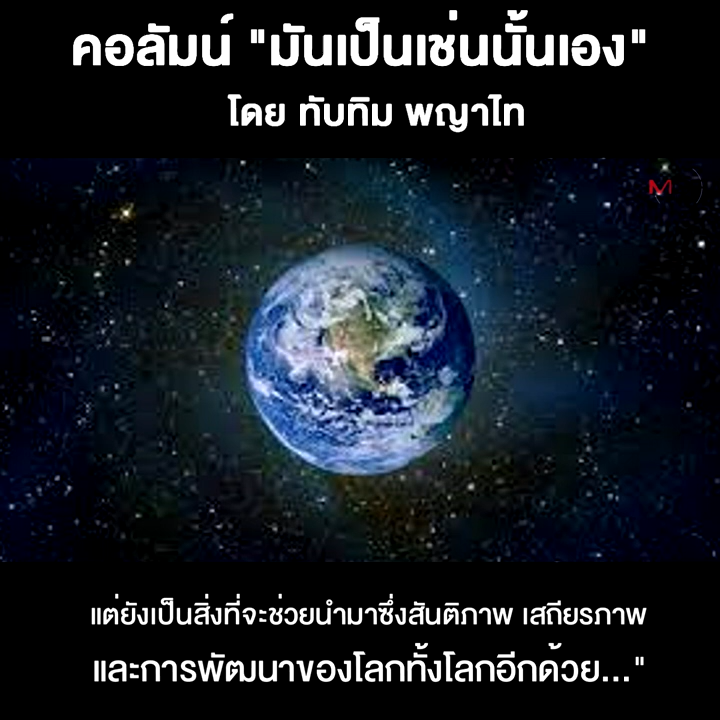 คอลัมน์ "มันเป็นเช่นนั้นเอง"
โดย ทับทิม พญาไท
M
แต่ยังเป็นสิ่งที่จะช่วยนำมาซึ่งสันติภาพ เสถียรภาพ
และการพัฒนาของโลกทั้งโลกอีกด้วย..."